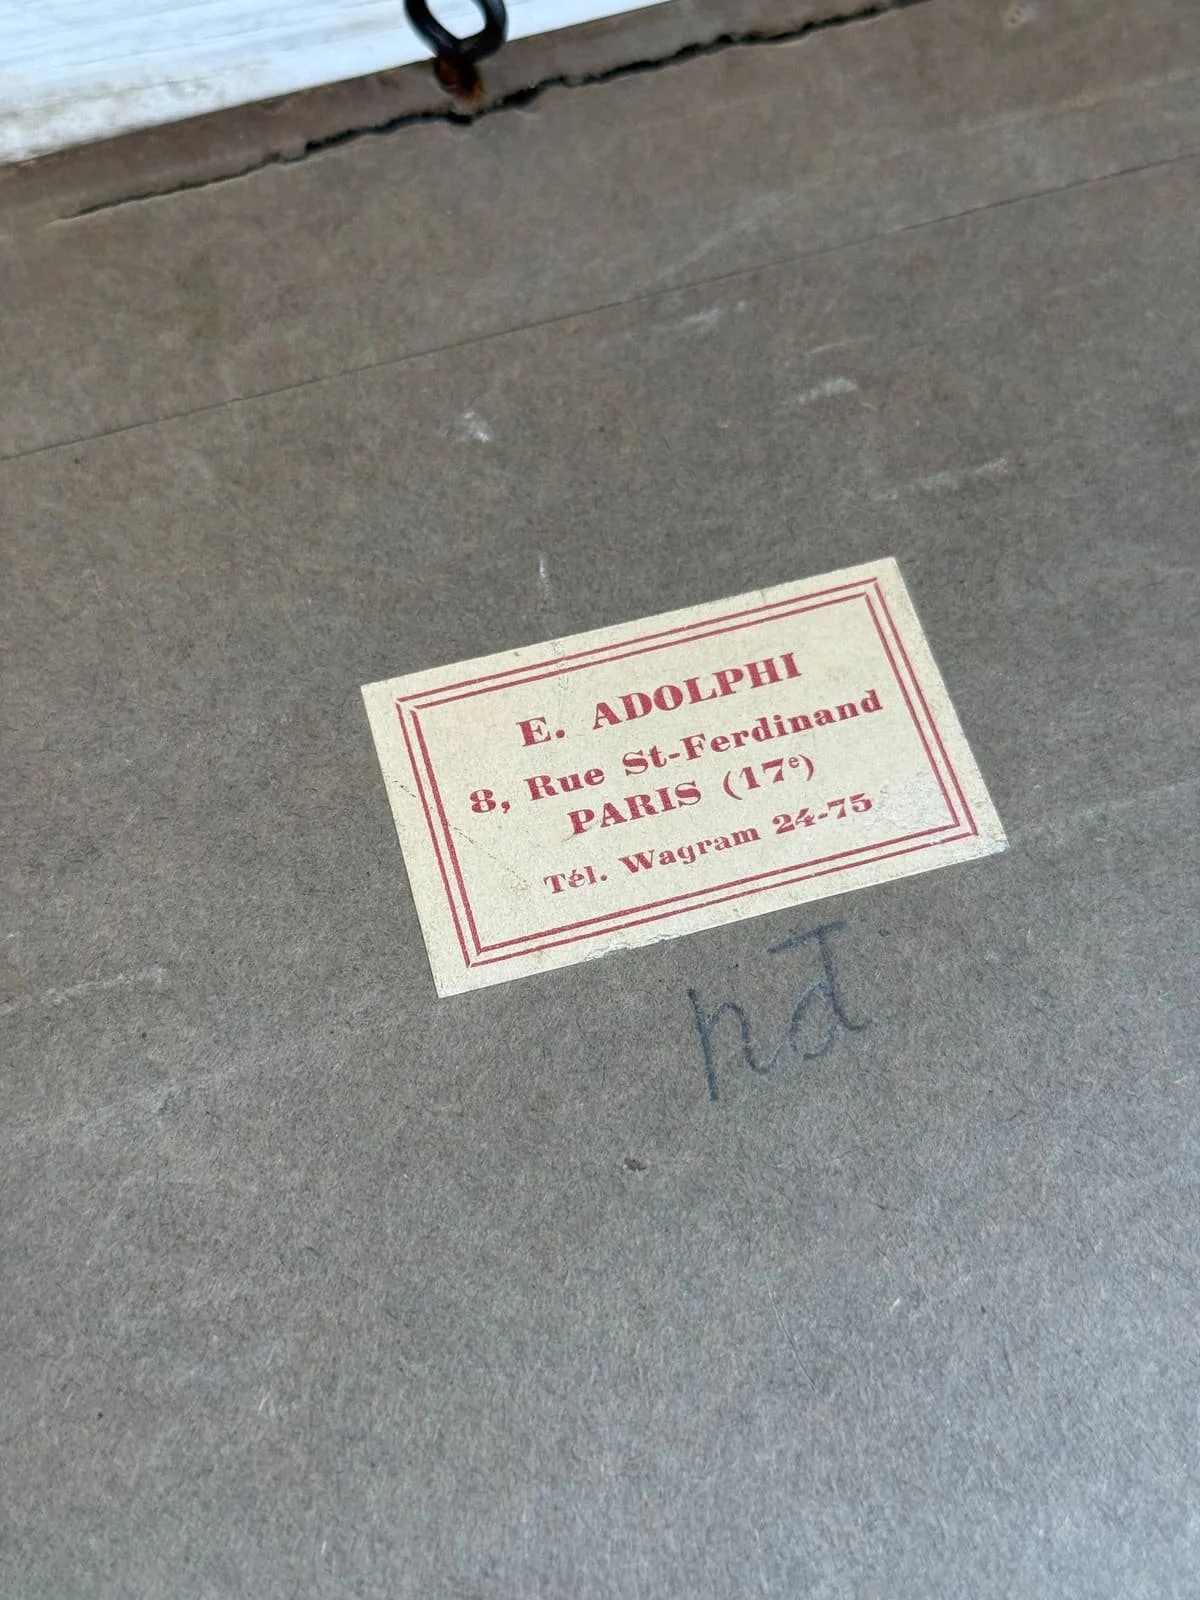 E. ADOLPHI
8, Rue St-Ferdinand
PARIS (17e)
Tél. Wagram 24-75